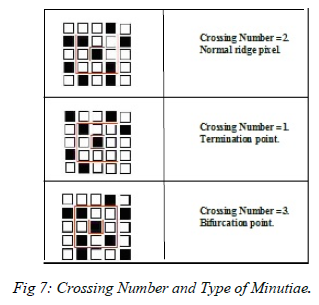 Crossing Number = 2.
Normal ridge pixel.
Crossing Number = 1.
Termination point.
Crossing Number = 3.
Bifurcation point.
Fig 7: Crossing Number and Type of Minutiae.